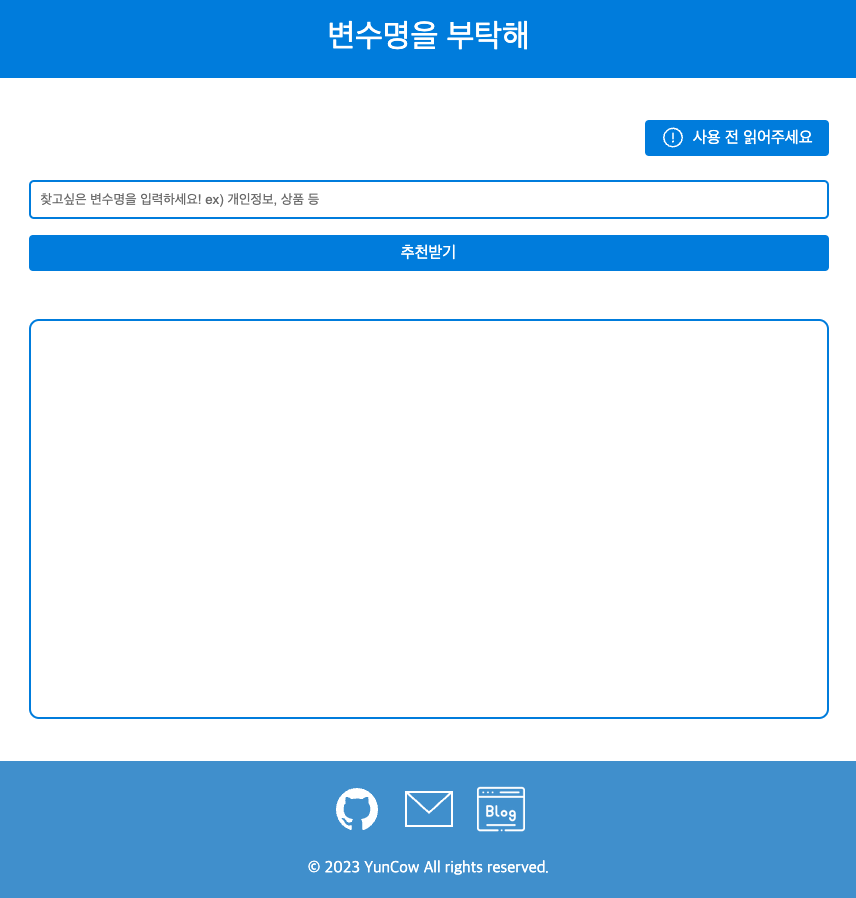 변수명을 부탁해
사용 전 읽어주세요
찾고싶은 변수명을 입력하세요! ex) 개인정보, 상품 등
추천받기
Blog
© 2023 YunCow All rights reserved.